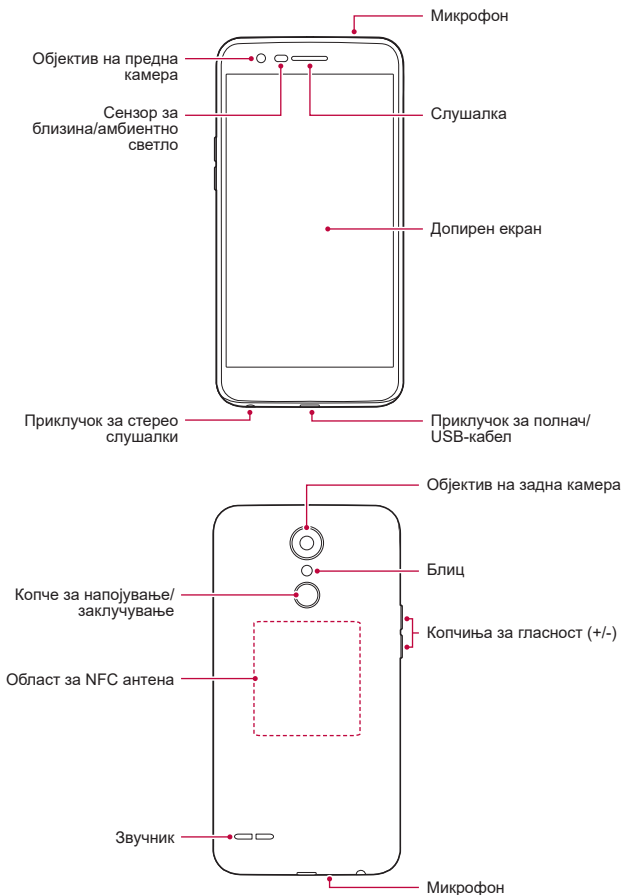 Микрофон
Објектив на предна
камера
Сензор за
близина/амбиентно
светло
Слушалка
Допирен екран
Приклучок за стерео
слушалки
Приклучок за полнач/
USB-кабел
Објектив на задна камера
Блиц
Копче за напојување/
заклучување
Копчиња за гласност (+/-)
Област за NFC антена
Звучник
Микрофон